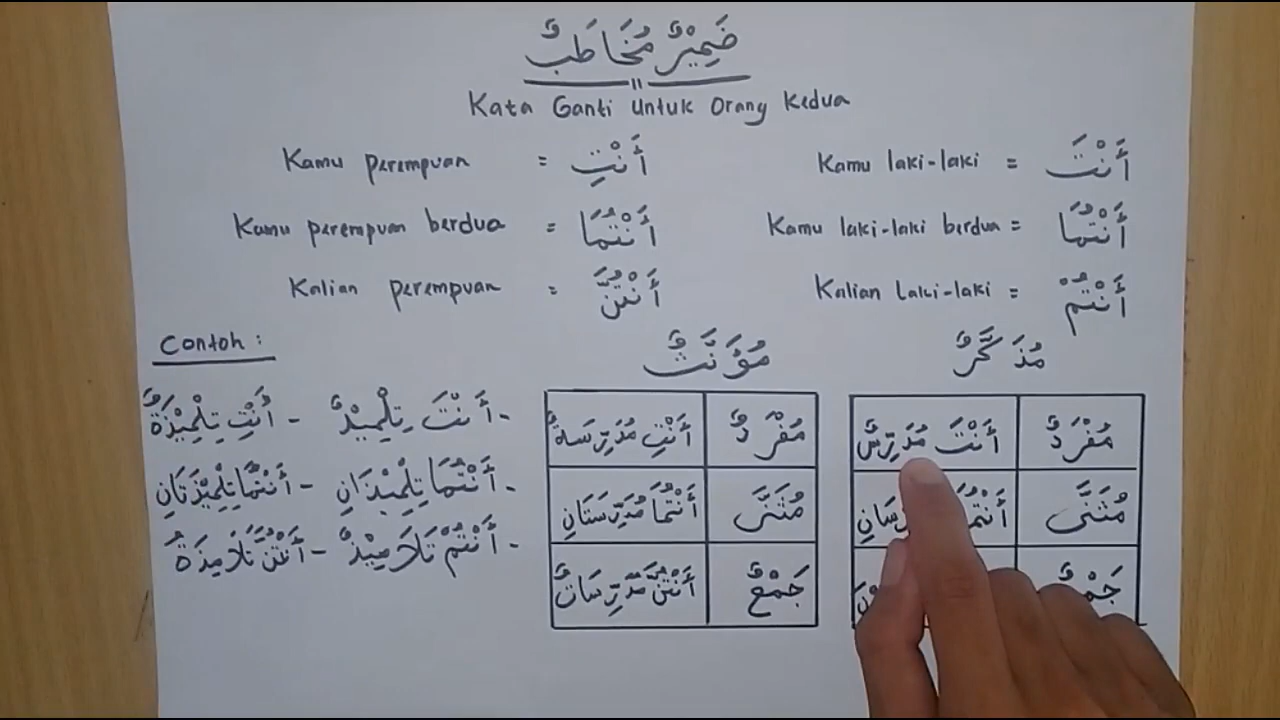 ضَمِيْرٌ مُخَاطَبٌ
Kata Ganti Untuk Orang Kedua
Kamu perempuan = أَنْتِ
Kamu laki-laki = أَنْتَ
Kamu perempuan berdua = أَنْتُمَا
Kamu laki-laki berdua = أَنْتُمَا
Kalian perempuan = أَنْتُنَّ
Kalian Laki-laki = أَنْتُمْ
Contoh :
- أَنْتَ تِلْمِيْذٌ - أَنْتِ تِلْمِيْذَةٌ
- أَنْتُمَا تِلْمِيْذَانِ - أَنْتُمَا تِلْمِيْذَتَانِ
- أَنْتُمْ تَلَامِيْذٌ - أَنْتُنَّ تَلَامِذَةٌ
مُؤَنَّثٌ
مُفْرَدٌ أَنْتِ مُدَرِّسَةٌ
مُثَنَّى أَنْتُمَا مُدَرِّسَتَانِ
جَمْعٌ أَنْتُنَّ مُدَرِّسَاتٌ
مُذَكَّرٌ
مُفْرَدٌ أَنْتَ مُدَرِّسٌ
مُثَنَّى
جَمْعٌ